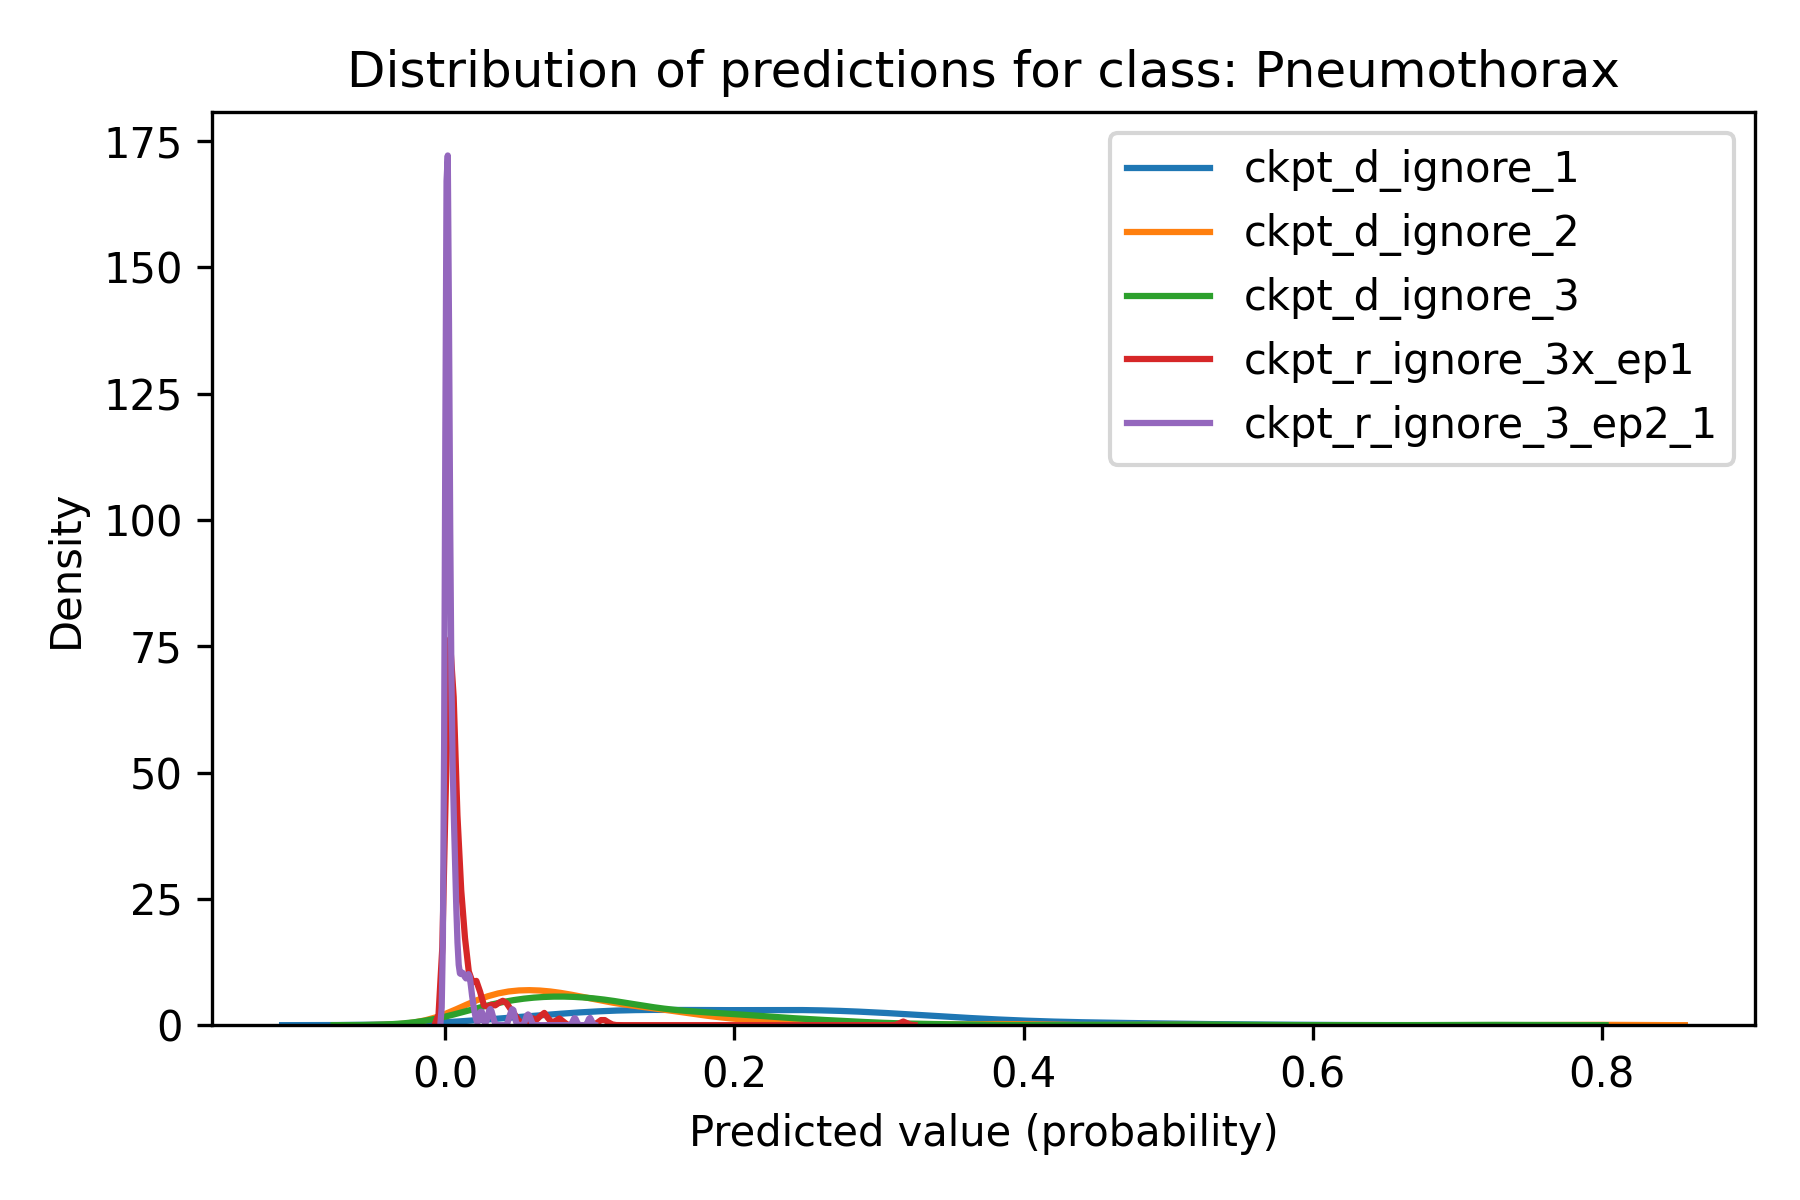 Distribution of predictions for class: Pneumothorax
175
150
125
100
75
50
25
0
Density
ckpt_d_ignore_1
ckpt_d_ignore_2
ckpt_d_ignore_3
ckpt_r_ignore_3x_ep1
ckpt_r_ignore_3_ep2_1
0.0 0.2 0.4 0.6 0.8
Predicted value (probability)